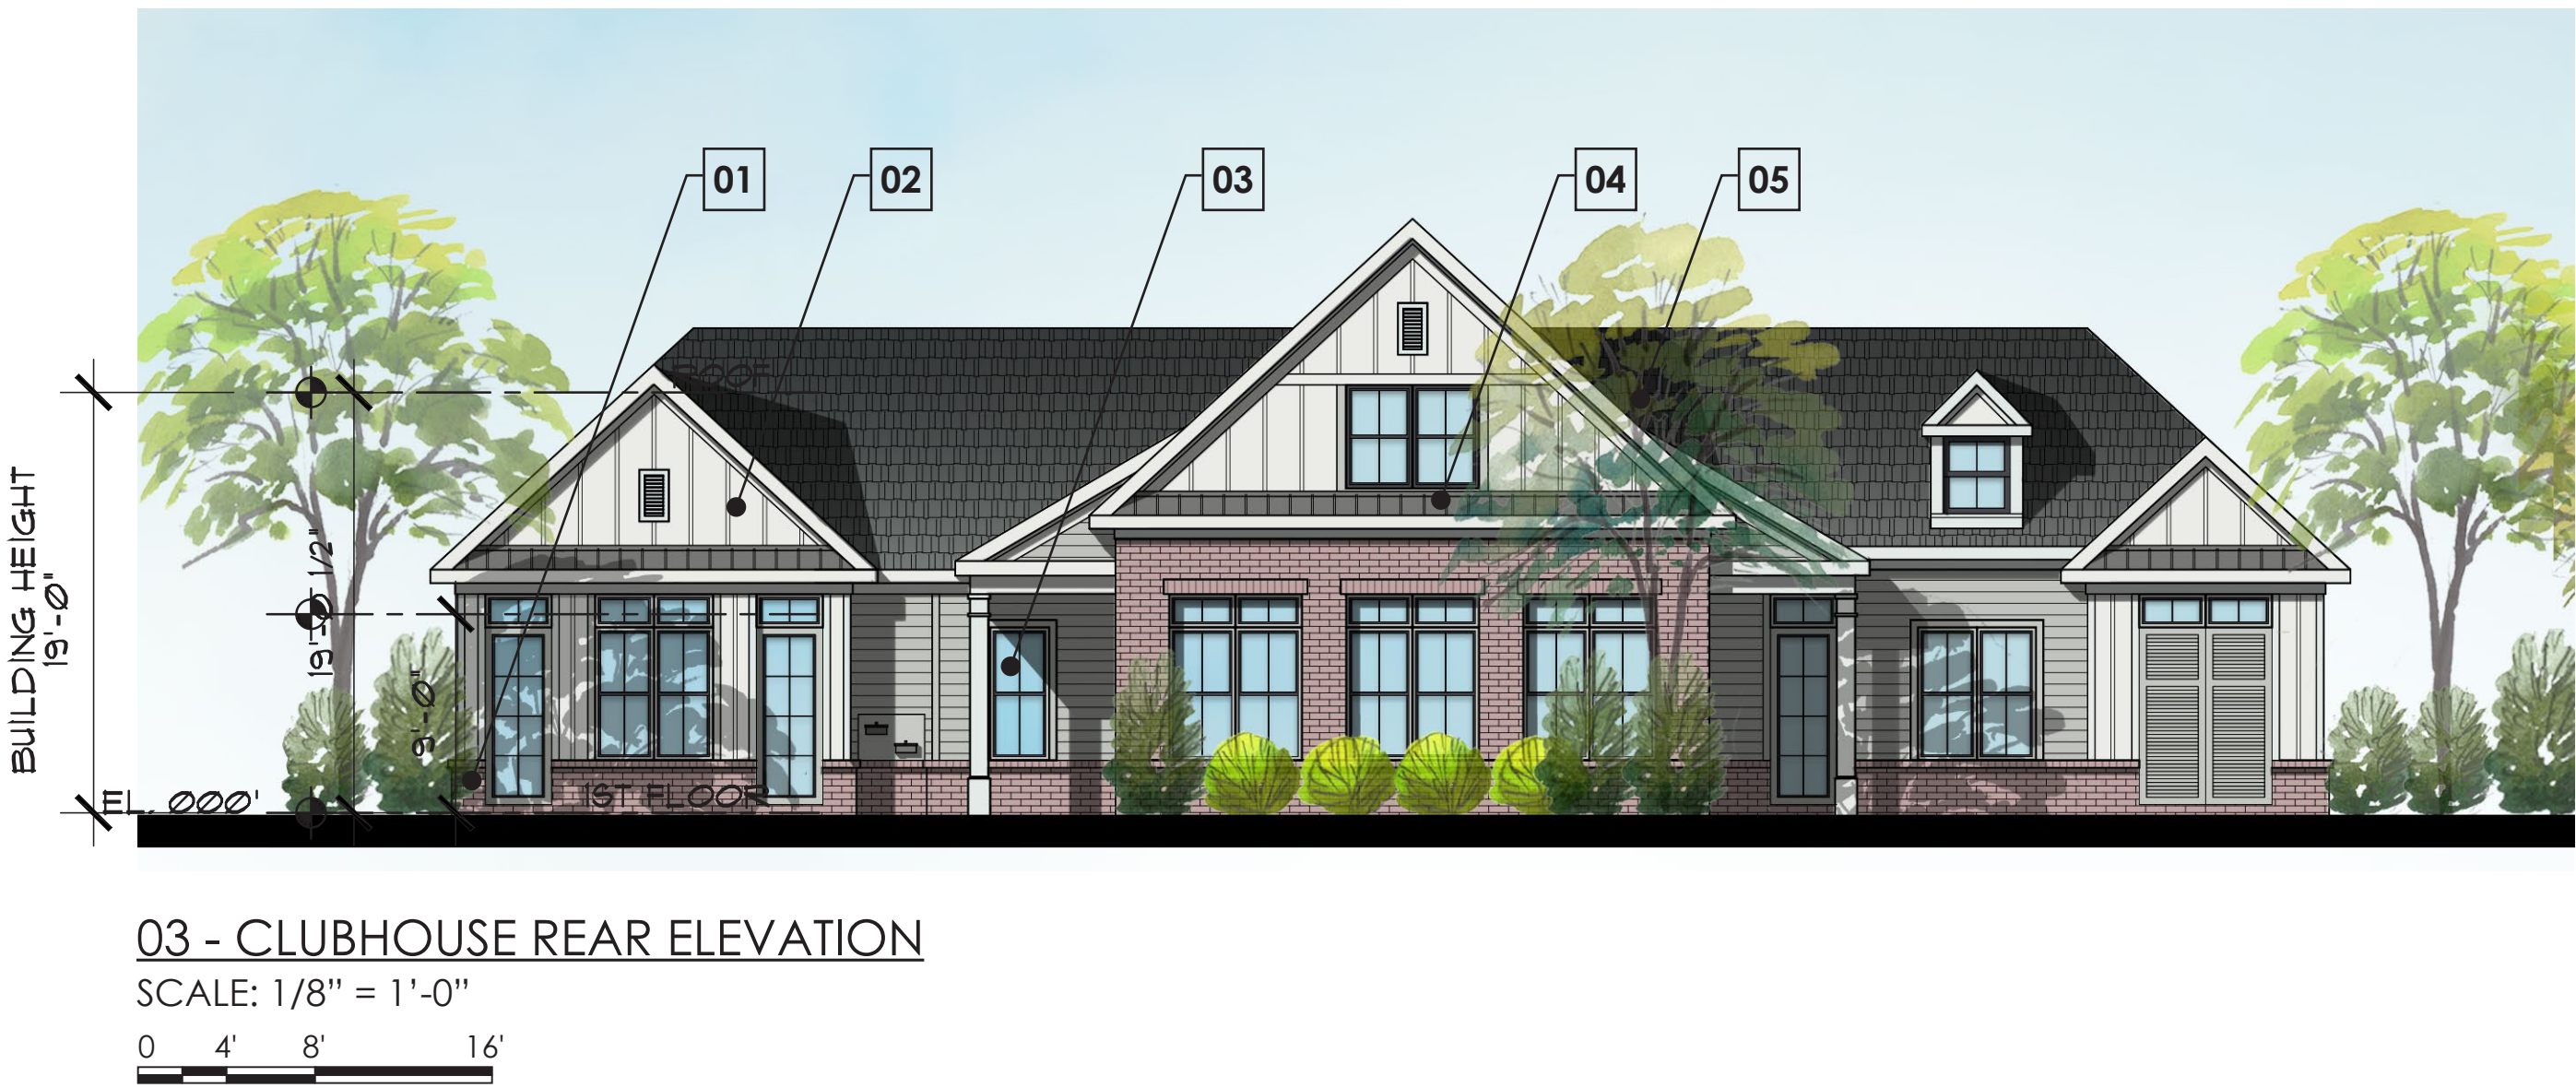 01
02
03
04
05
ROOF
BUILDING HEIGHT
19'-0"
19'-0 1/2"
9'-0"
EL. 000'
1ST FLOOR
03 - CLUBHOUSE REAR ELEVATION
SCALE: 1/8” = 1’-0”
0 4' 8' 16'